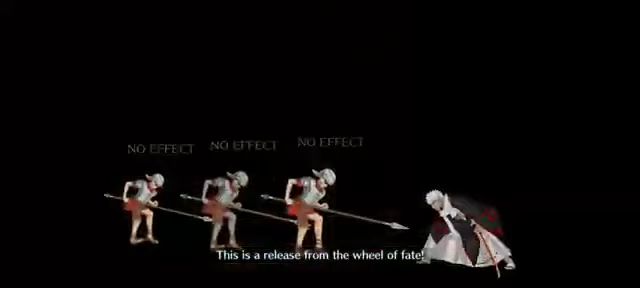 NO EFFECT NO EFFECT NO EFFECT
This is a release from the wheel of fate!